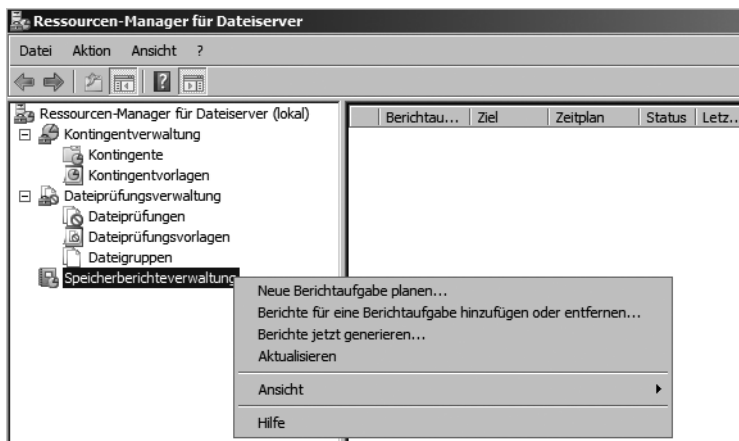 Ressourcen-Manager für Dateiserver
Datei Aktion Ansicht ?
Ressourcen-Manager für Dateiserver (lokal)
Kontingentverwaltung
Kontingente
Kontingentvorlagen
Dateiprüfungsverwaltung
Dateiprüfungen
Dateiprüfungsvorlagen
Dateigruppen
Speicherberichteverwaltung
Berichtau... Ziel Zeitplan Status Letz...
Neue Berichtaufgabe planen...
Berichte für eine Berichtaufgabe hinzufügen oder entfernen...
Berichte jetzt generieren...
Aktualisieren
Ansicht
Hilfe